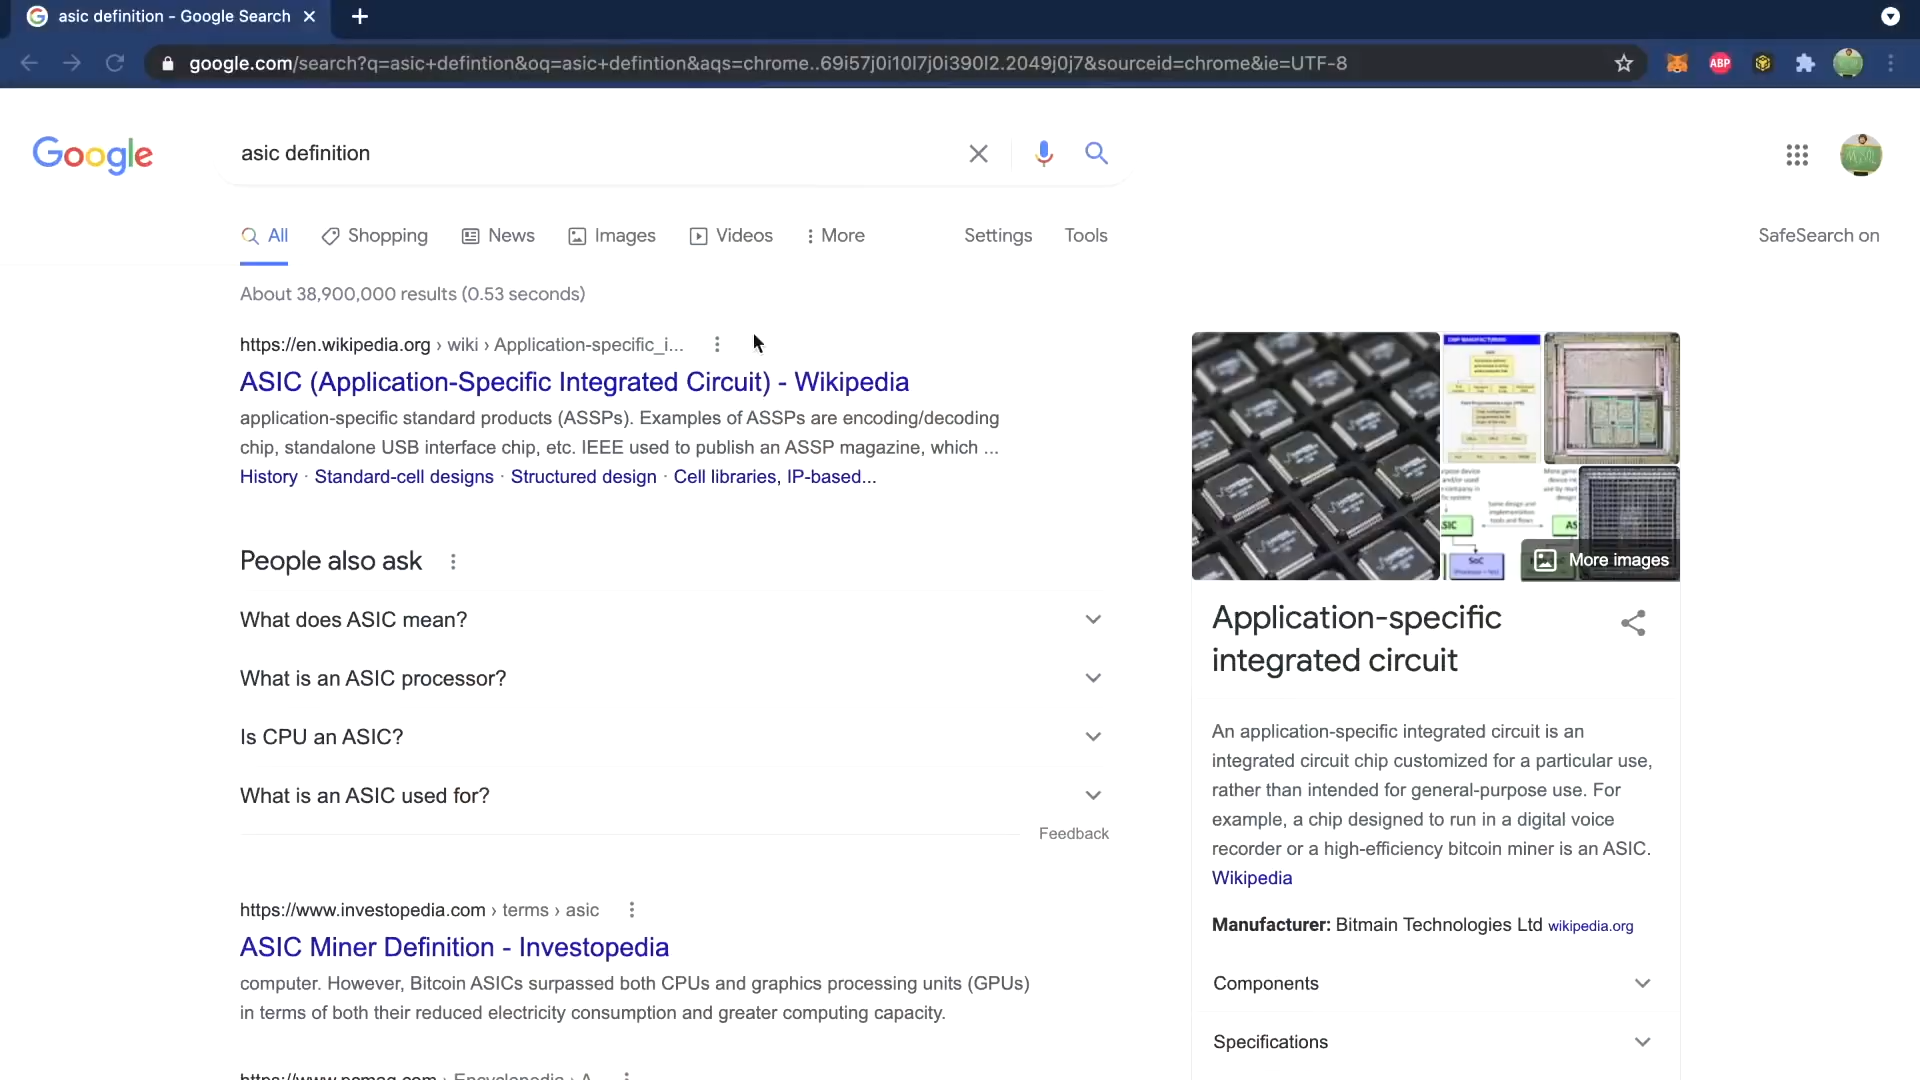 asic definition - Google Search
google.com/search?q=asic+defintion&oq=asic+defintion&aqs=chrome..69i57j0i10l7j0i390l2.2049j0j7&sourceid=chrome&ie=UTF-8
ABP
Google
asic definition
All Shopping News Images Videos More Settings Tools SafeSearch on
About 38,900,000 results (0.53 seconds)
https://en.wikipedia.org › wiki › Application-specific_i...
ASIC (Application-Specific Integrated Circuit) - Wikipedia
application-specific standard products (ASSPs). Examples of ASSPs are encoding/decoding
chip, standalone USB interface chip, etc. IEEE used to publish an ASSP magazine, which ...
History · Standard-cell designs · Structured design · Cell libraries, IP-based...
People also ask
What does ASIC mean?
What is an ASIC processor?
Is CPU an ASIC?
What is an ASIC used for?
Feedback
https://www.investopedia.com › terms › asic
ASIC Miner Definition - Investopedia
computer. However, Bitcoin ASICs surpassed both CPUs and graphics processing units (GPUs)
in terms of both their reduced electricity consumption and greater computing capacity.
https://www.pcmag.com › Encyclopedia › A
More images
Application-specific
integrated circuit
An application-specific integrated circuit is an
integrated circuit chip customized for a particular use,
rather than intended for general-purpose use. For
example, a chip designed to run in a digital voice
recorder or a high-efficiency bitcoin miner is an ASIC.
Wikipedia
Manufacturer: Bitmain Technologies Ltd wikipedia.org
Components
Specifications